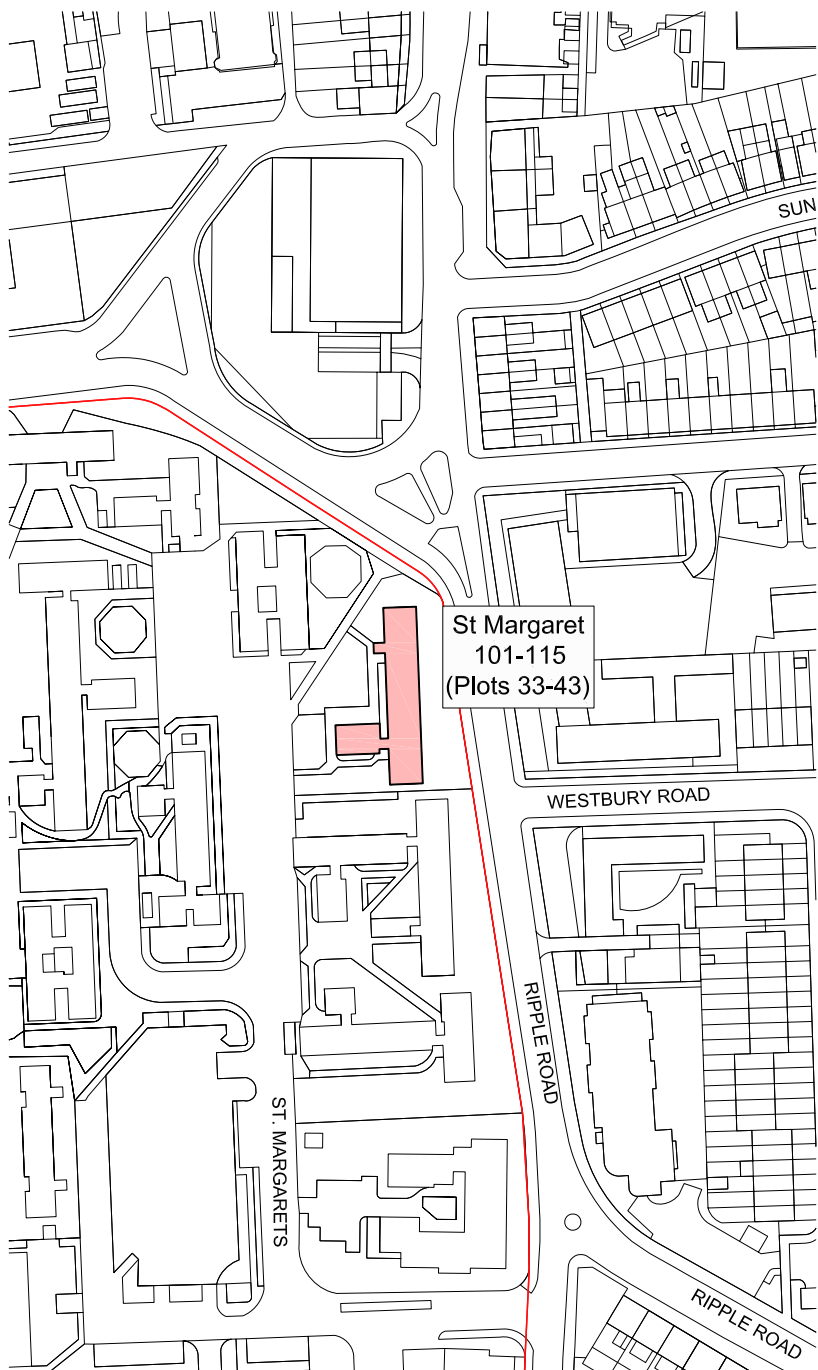 SUN
St Margaret
101-115
(Plots 33-43)
WESTBURY ROAD
RIPPLE ROAD
ST. MARGARETS
RIPPLE ROAD